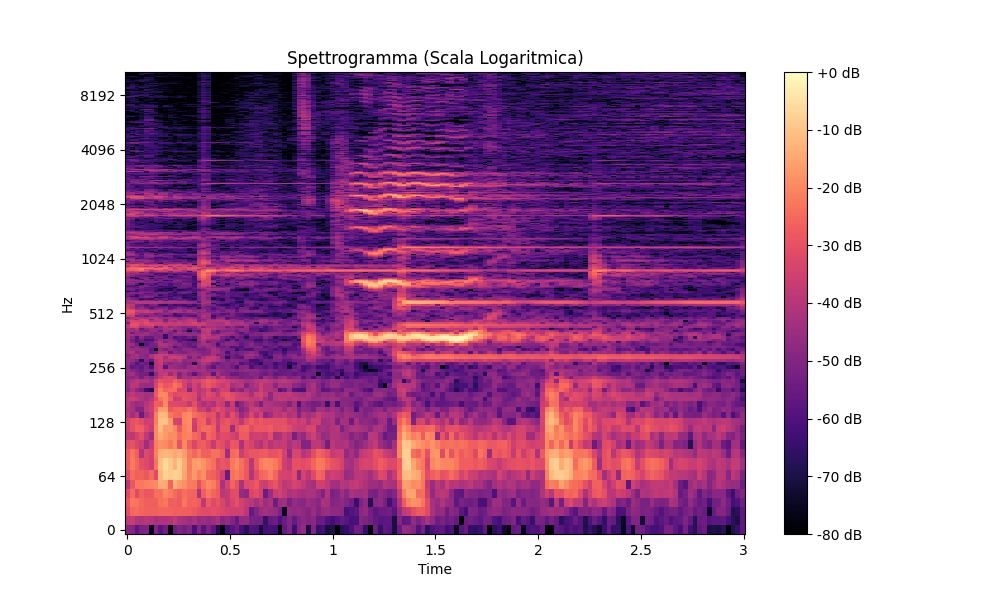 Spettrogramma (Scala Logaritmica)
Hz
8192
4096
2048
1024
512
256
128
64
0
0 0.5 1 1.5 2 2.5 3
Time
+0 dB
-10 dB
-20 dB
-30 dB
-40 dB
-50 dB
-60 dB
-70 dB
-80 dB